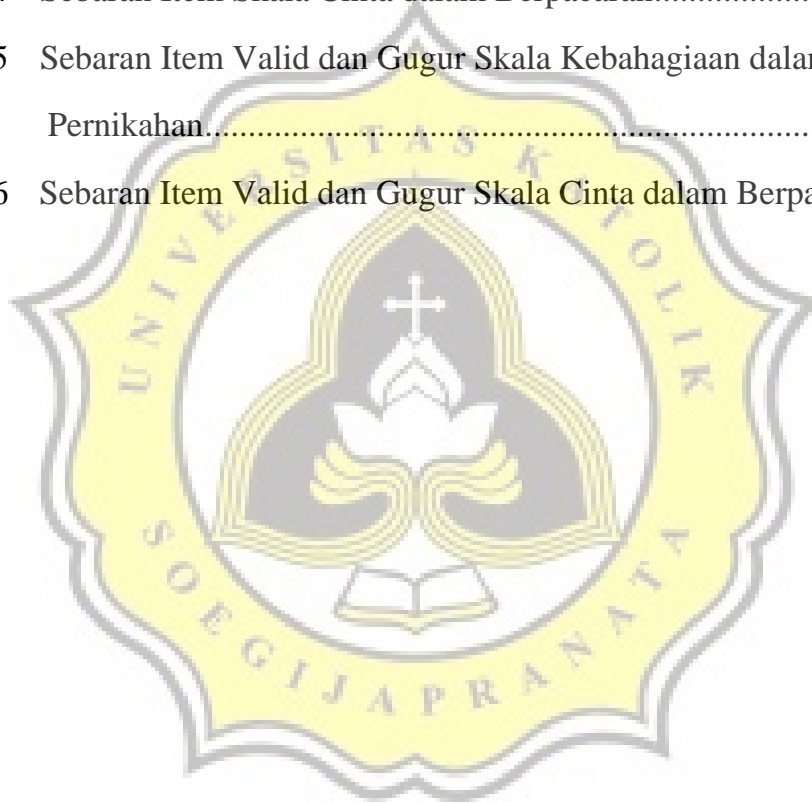 Sebaran Item Skala Cinta dalam Berpacaran....................
5 Sebaran Item Valid dan Gugur Skala Kebahagiaan dalam
Pernikahan..........................................................................
6 Sebaran Item Valid dan Gugur Skala Cinta dalam
UNIVERSITAS KATOLIK
SOEGIJAPRANATA